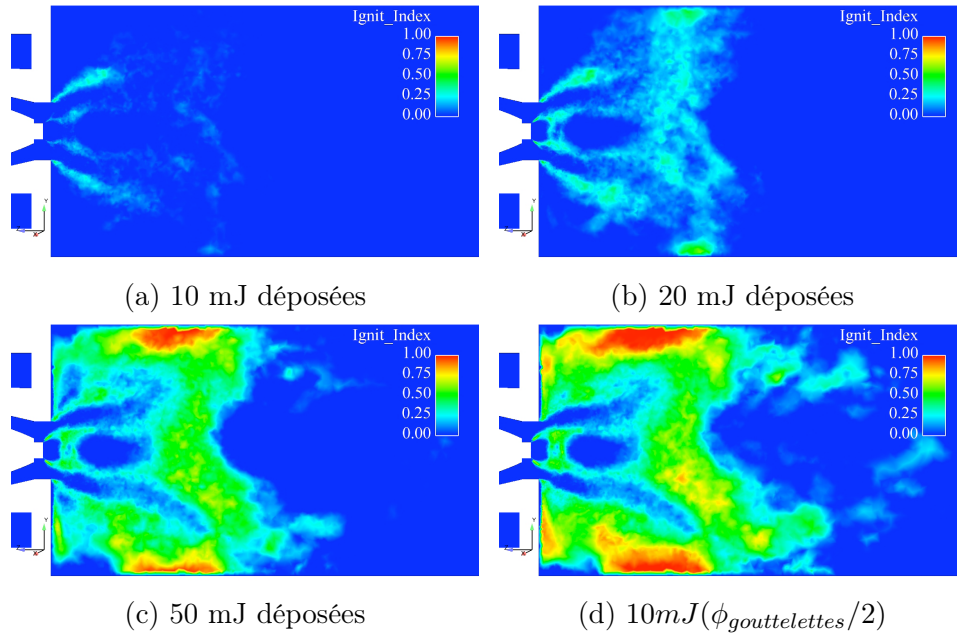 Ignit_Index
1.00
0.75
0.50
0.25
0.00
Y
X
(a) 10 mJ déposées
Ignit_Index
1.00
0.75
0.50
0.25
0.00
Y
X
(b) 20 mJ déposées
Ignit_Index
1.00
0.75
0.50
0.25
0.00
Y
X
(c) 50 mJ déposées
Ignit_Index
1.00
0.75
0.50
0.25
0.00
Y
X
(d) 10mJ(ϕgouttelettes/2)